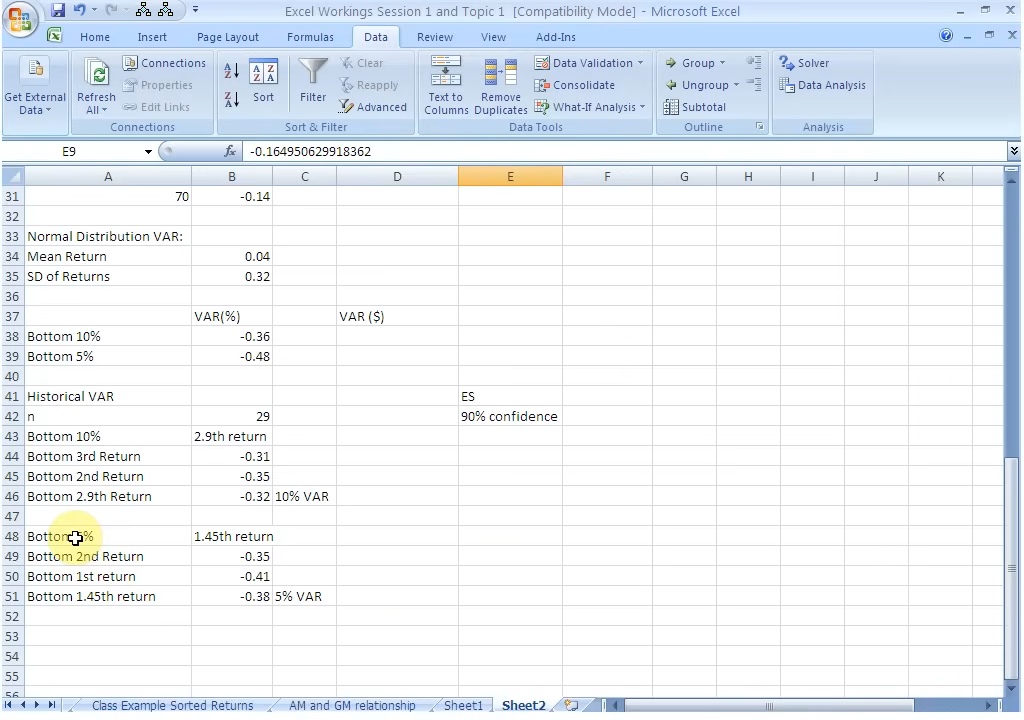 Excel Workings Session 1 and Topic 1 [Compatibility Mode] - Microsoft Excel
Home Insert Page Layout Formulas Data Review View Add-Ins
Get External Data
Refresh All
Connections
Properties
Edit Links
Connections
Sort
Filter
Clear
Reapply
Advanced
Sort & Filter
Text to Columns
Remove Duplicates
Data Validation
Consolidate
What-If Analysis
Data Tools
Group
Ungroup
Subtotal
Outline
Solver
Data Analysis
Analysis
E9 fx -0.164950629918362
A B C D E F G H I J K
31 70 -0.14
32
33 Normal Distribution VAR:
34 Mean Return 0.04
35 SD of Returns 0.32
36
37 VAR(%) VAR ($)
38 Bottom 10% -0.36
39 Bottom 5% -0.48
40
41 Historical VAR ES
42 n 29 90% confidence
43 Bottom 10% 2.9th return
44 Bottom 3rd Return -0.31
45 Bottom 2nd Return -0.35
46 Bottom 2.9th Return -0.32 10% VAR
47
48 Bottom % 1.45th return
49 Bottom 2nd Return -0.35
50 Bottom 1st return -0.41
51 Bottom 1.45th return -0.38 5% VAR
52
53
54
55
56
Class Example Sorted Returns AM and GM relationship Sheet1 Sheet2